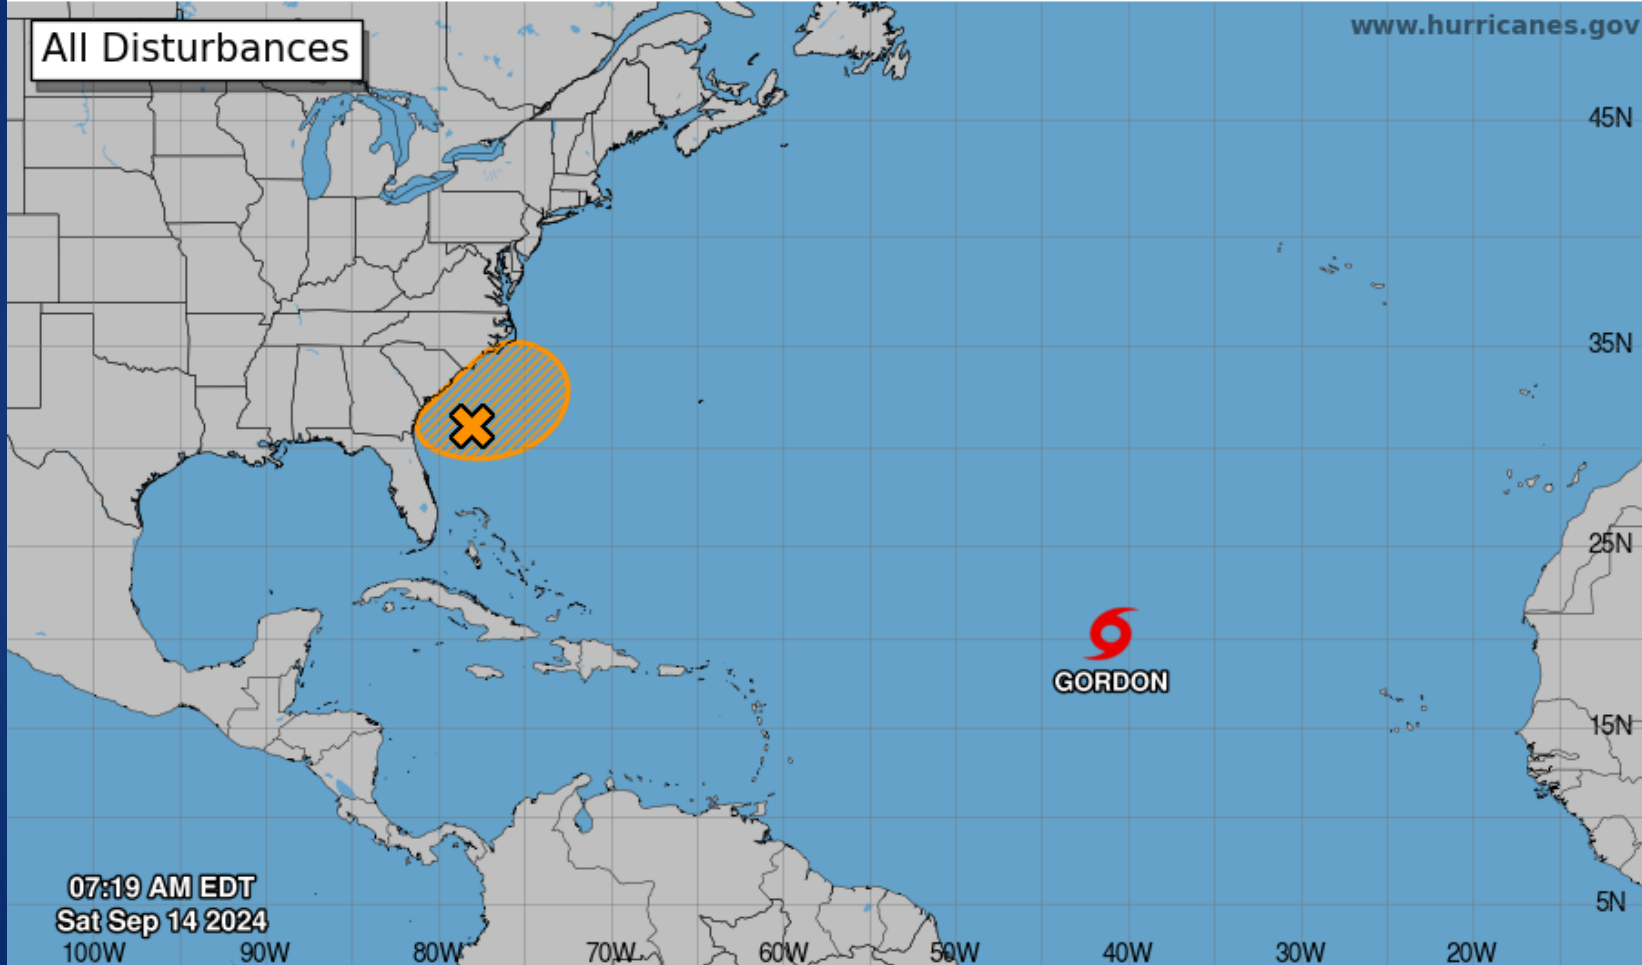 All Disturbances
www.hurricanes.gov
45N
35N
25N
GORDON
15N
07:19 AM EDT
Sat Sep 14 2024
5N
100W 90W 80W 70W 60W 50W 40W 30W 20W